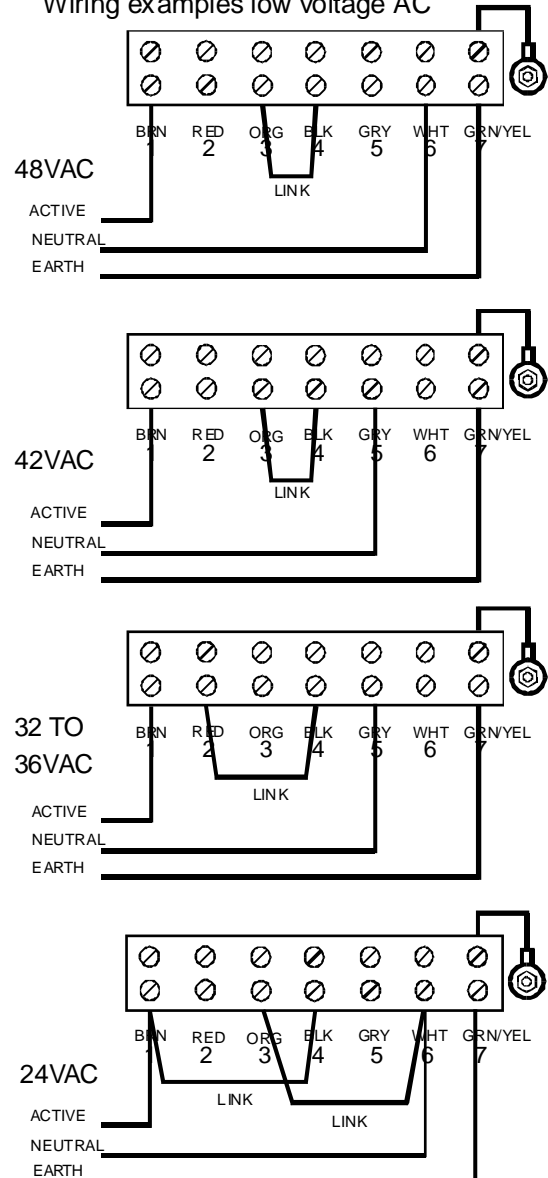 Wiring examples low voltage AC
BRN RED ORG BLK GRY WHT GRN/YEL
1 2 3 4 5 6 7
48VAC
LINK
ACTIVE
NEUTRAL
EARTH
BRN RED ORG BLK GRY WHT GRN/YEL
1 2 3 4 5 6 7
42VAC
LINK
ACTIVE
NEUTRAL
EARTH
BRN RED ORG BLK GRY WHT GRN/YEL
1 2 3 4 5 6 7
32 TO
36VAC
LINK
ACTIVE
NEUTRAL
EARTH
BRN RED ORG BLK GRY WHT GRN/YEL
1 2 3 4 5 6 7
24VAC
LINK
LINK
ACTIVE
NEUTRAL
EARTH